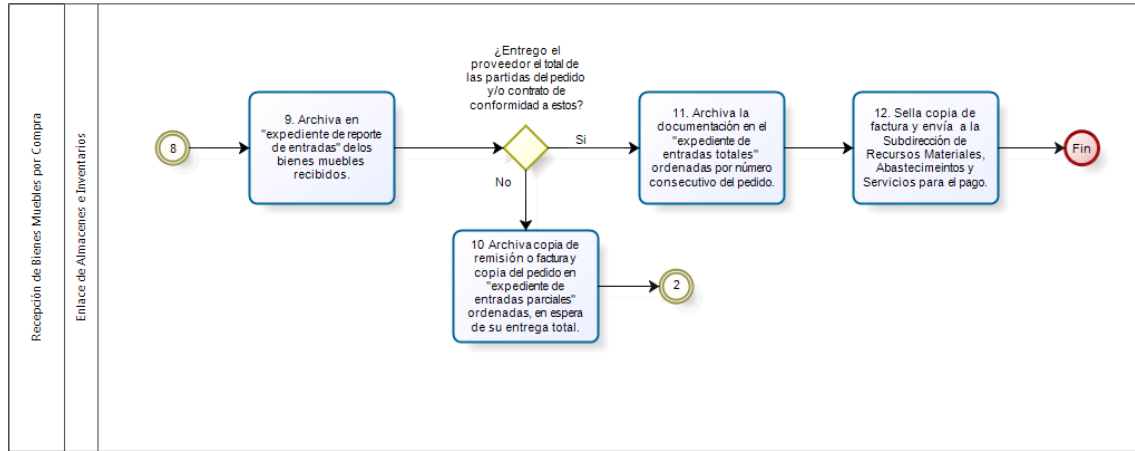 Recepción de Bienes Muebles por Compra
Enlace de Almacenes e Inventarios
8
9. Archiva en
"expediente de reporte
de entradas" de los
bienes muebles
recibidos.
¿Entrego el
proveedor el total de
las partidas del pedido
y/o contrato de
conformidad a estos?
Si
No
11. Archiva la
documentación en el
"expediente de
entradas totales"
ordenadas por número
consecutivo del pedido.
12. Sella copia de
factura y envía a la
Subdirección de
Recursos Materiales,
Abastecimeintos y
Servicios para el pago.
Fin
10 Archiva copia de
remisión o factura y
copia del pedido en
"expediente de
entradas parciales"
ordenadas, en espera
de su entrega total.
2